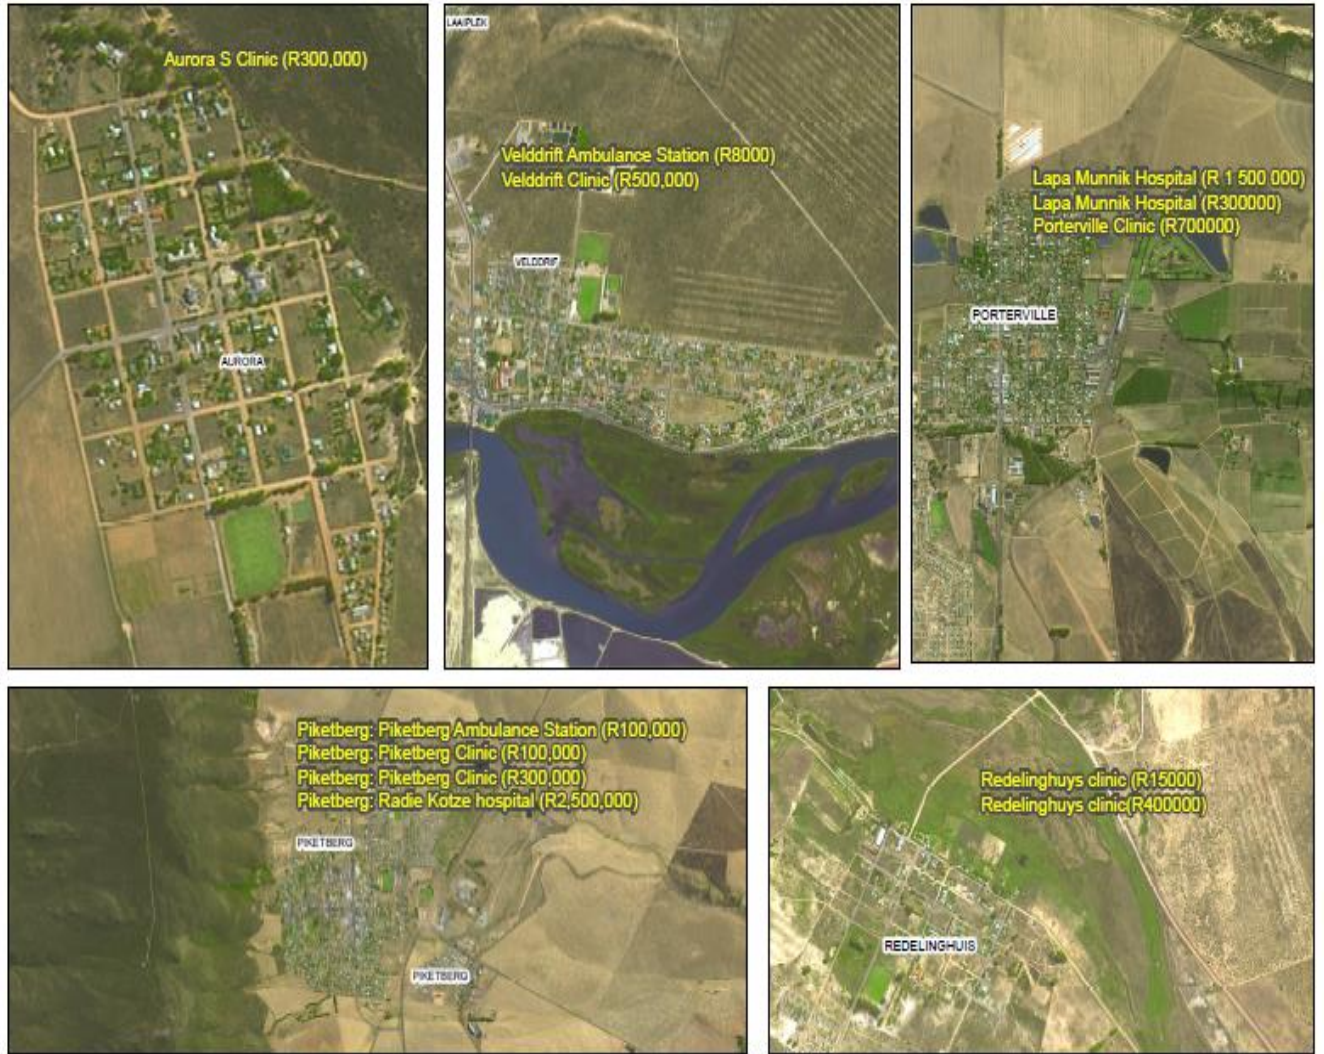 Aurora S Clinic (R300,000)
AURORA
LAAIPLEK
Velddrift Ambulance Station (R8000)
Velddrift Clinic (R500,000)
VELDDRIF
Lapa Munnik Hospital (R 1 500 000)
Lapa Munnik Hospital (R300000)
Porterville Clinic (R700000)
PORTERVILLE
Piketberg: Piketberg Ambulance Station (R100,000)
Piketberg: Piketberg Clinic (R100,000)
Piketberg: Piketberg Clinic (R300,000)
Piketberg: Radie Kotze hospital (R2,500,000)
PIKETBERG
PIKETBERG
Redelinghuys clinic (R15000)
Redelinghuys clinic(R400000)
REDELINGHUIS